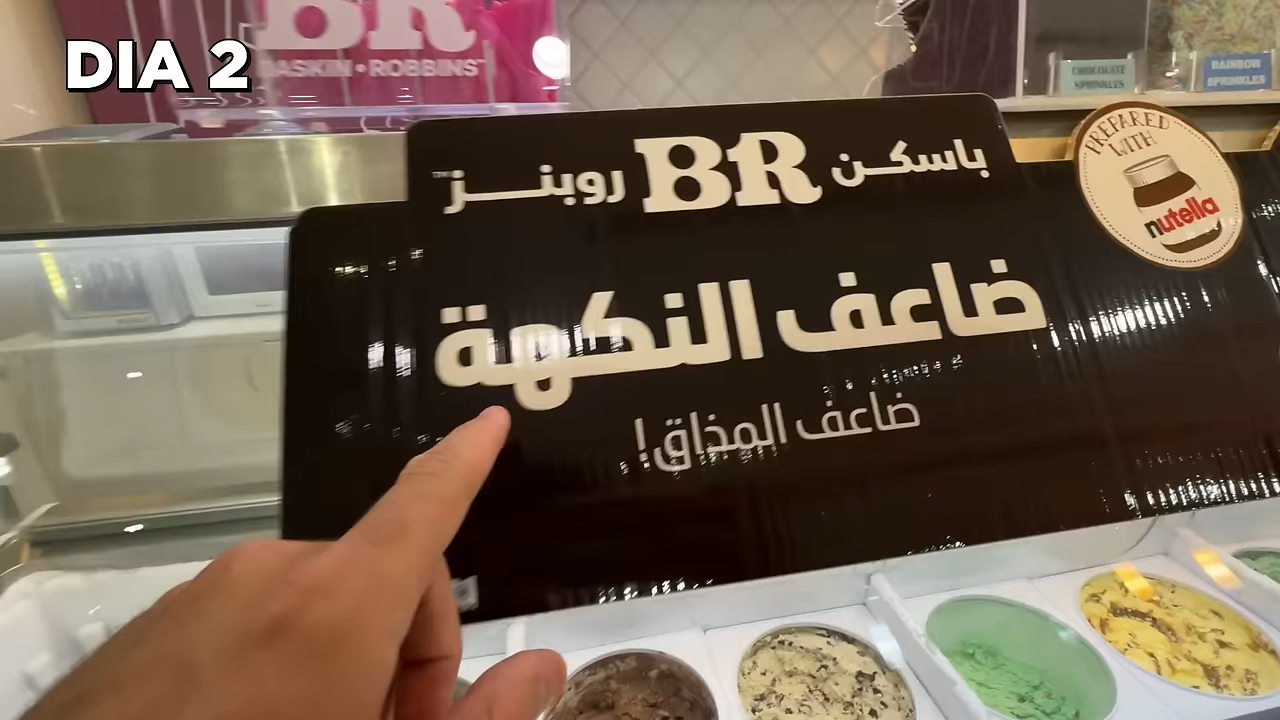 DIA 2
BR
BASKIN•ROBBINS
CHOCOLATE
SPRINKLES
RAINBOW
SPRINKLES
باسكن BR روبنز
PREPARED
WITH
nutella
ضاعف النكهة
ضاعف المذاق!